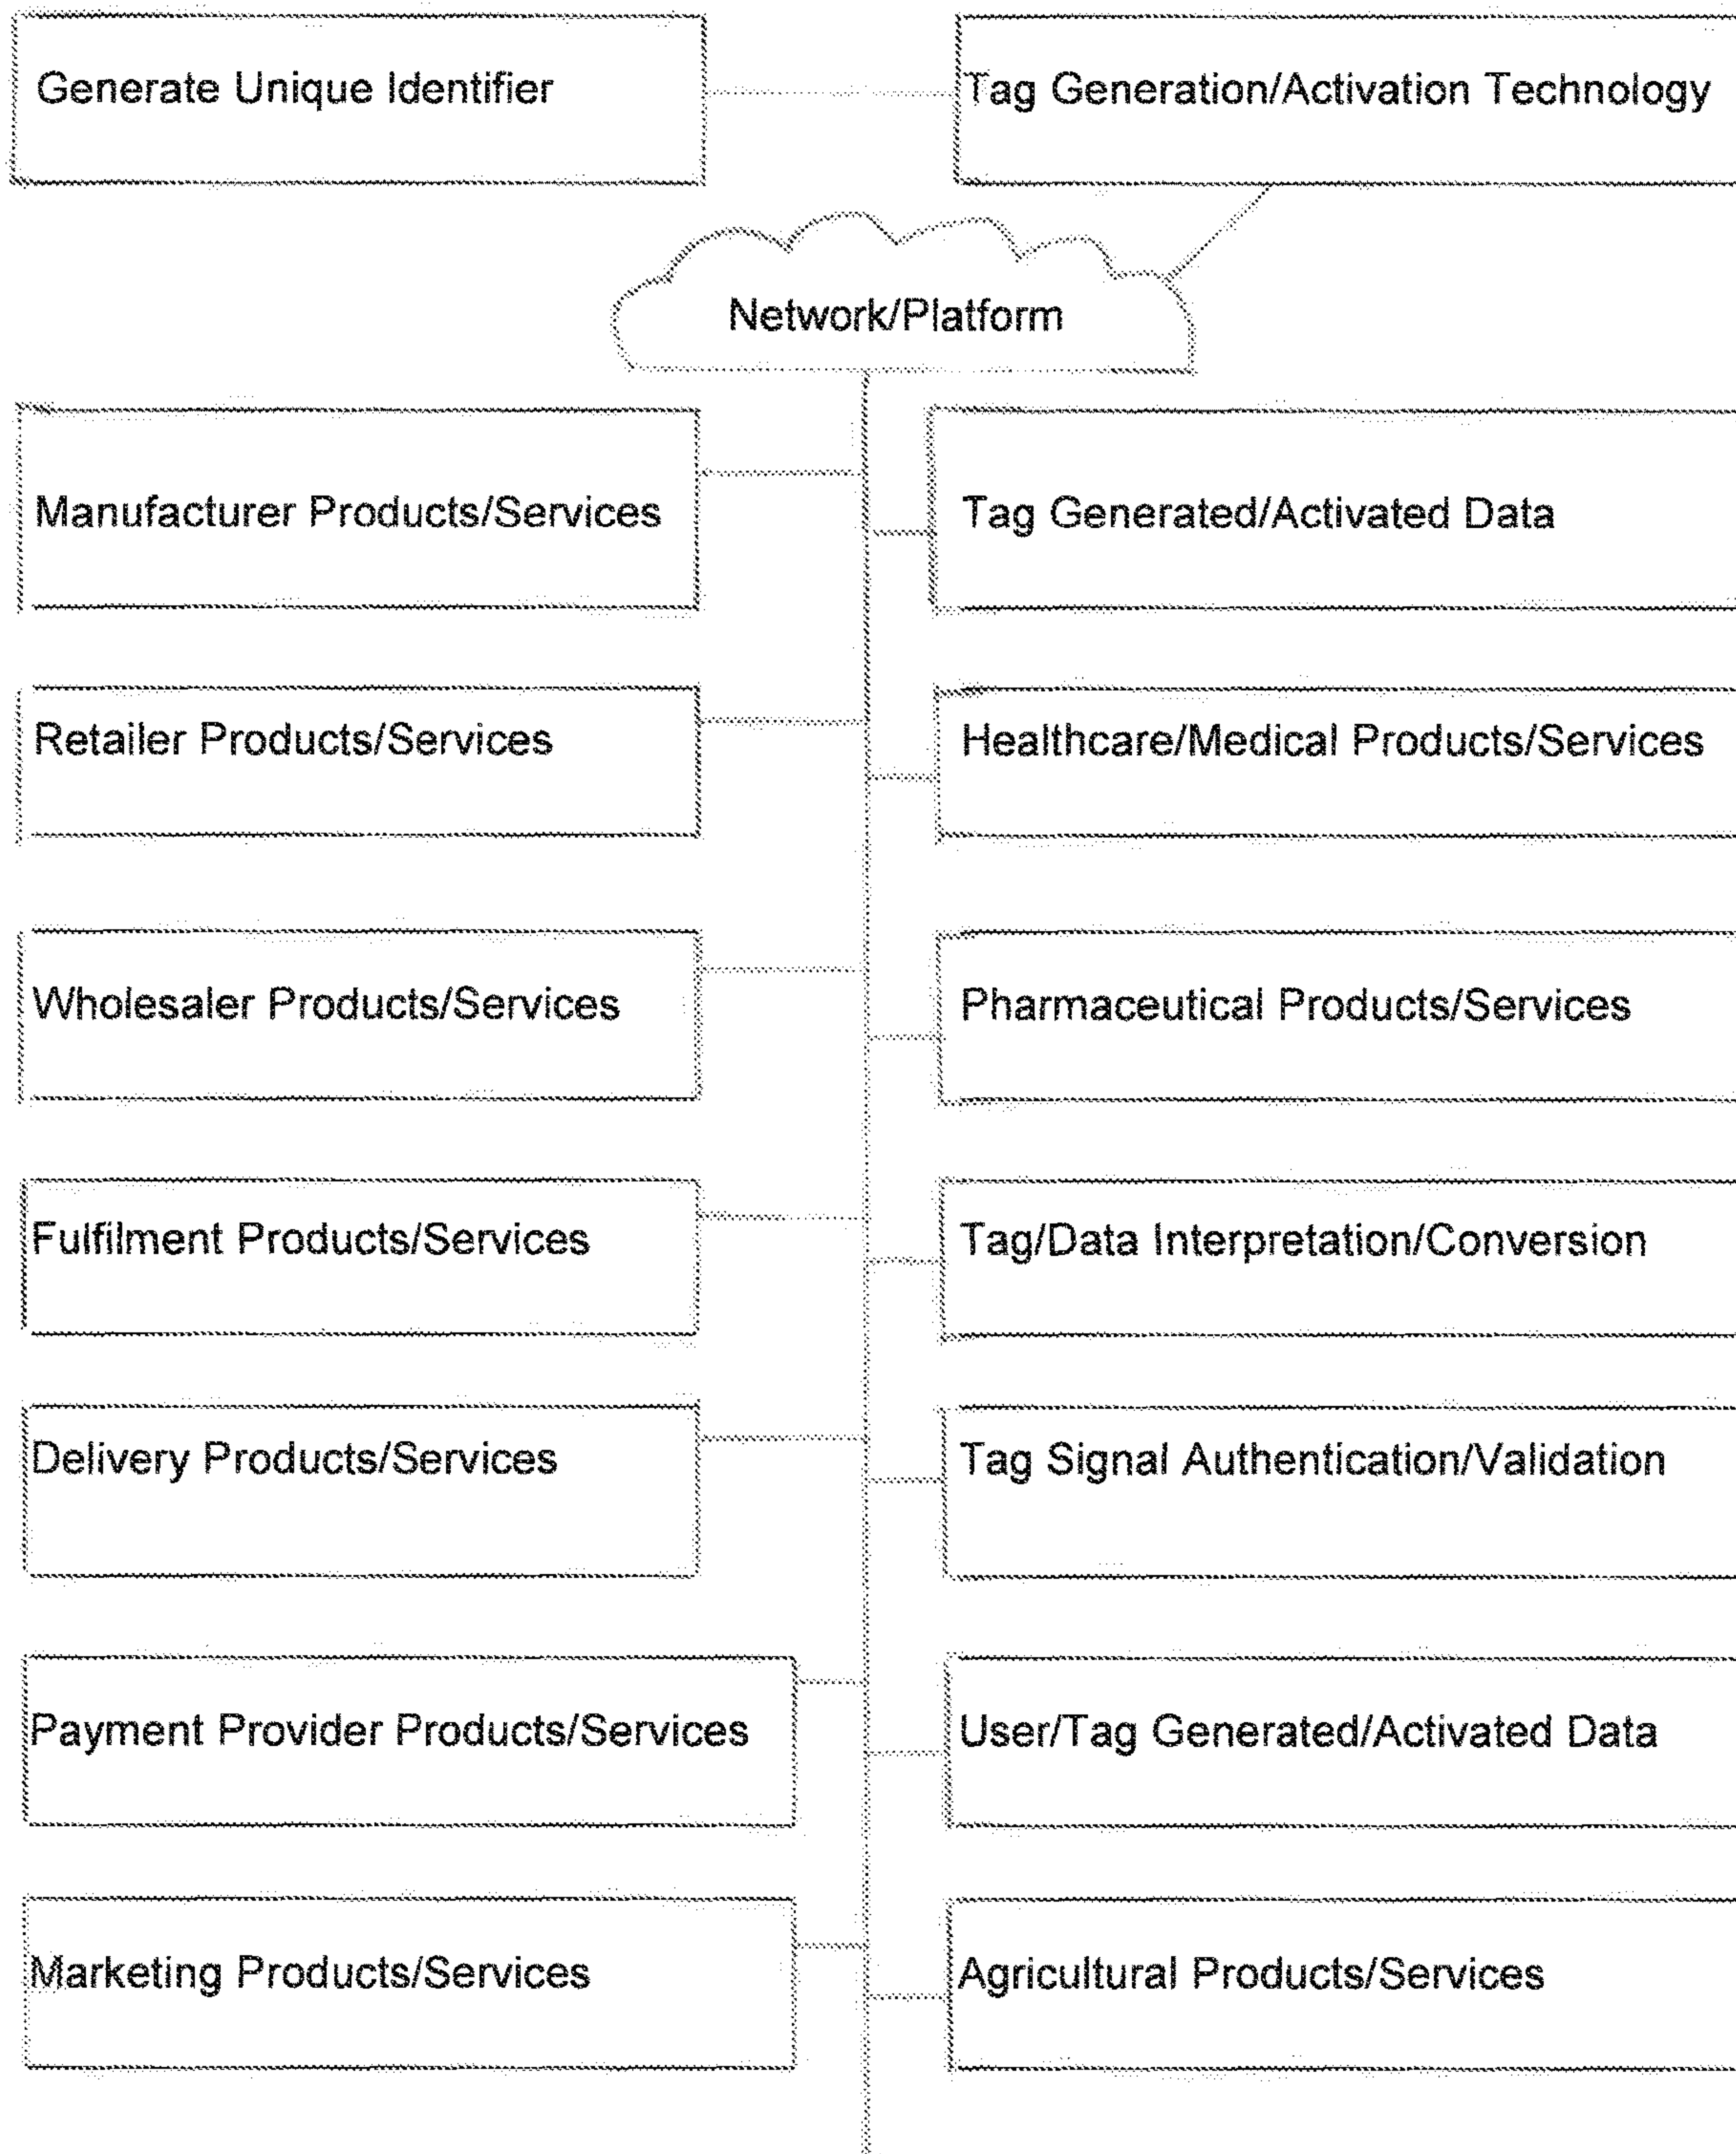 Generate Unique Identifier
Tag Generation/Activation Technology
Network/Platform
Manufacturer Products/Services
Tag Generated/Activated Data
Retailer Products/Services
Healthcare/Medical Products/Services
Wholesaler Products/Services
Pharmaceutical Products/Services
Fulfilment Products/Services
Tag/Data Interpretation/Conversion
Delivery Products/Services
Tag Signal Authentication/Validation
Payment Provider Products/Services
User/Tag Generated/Activated Data
Marketing Products/Services
Agricultural Products/Services